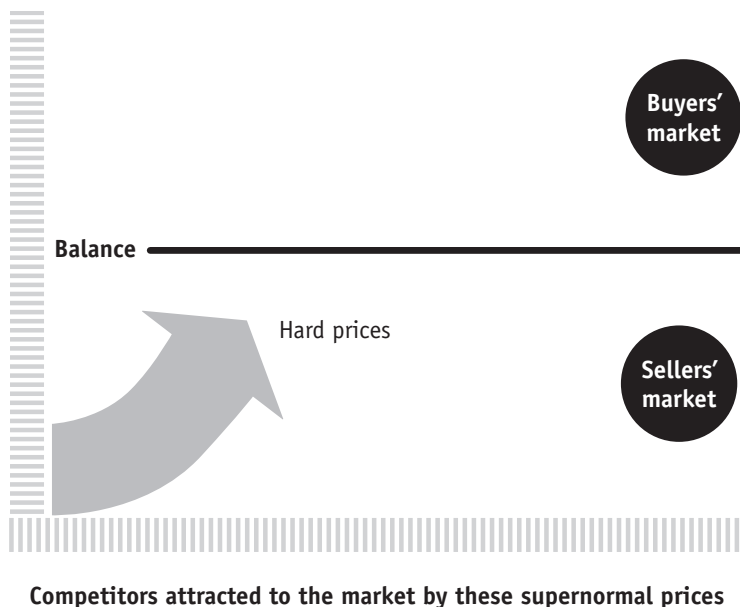 Buyers’
market
Balance
Hard prices
Sellers’
market
Competitors attracted to the market by these supernormal prices